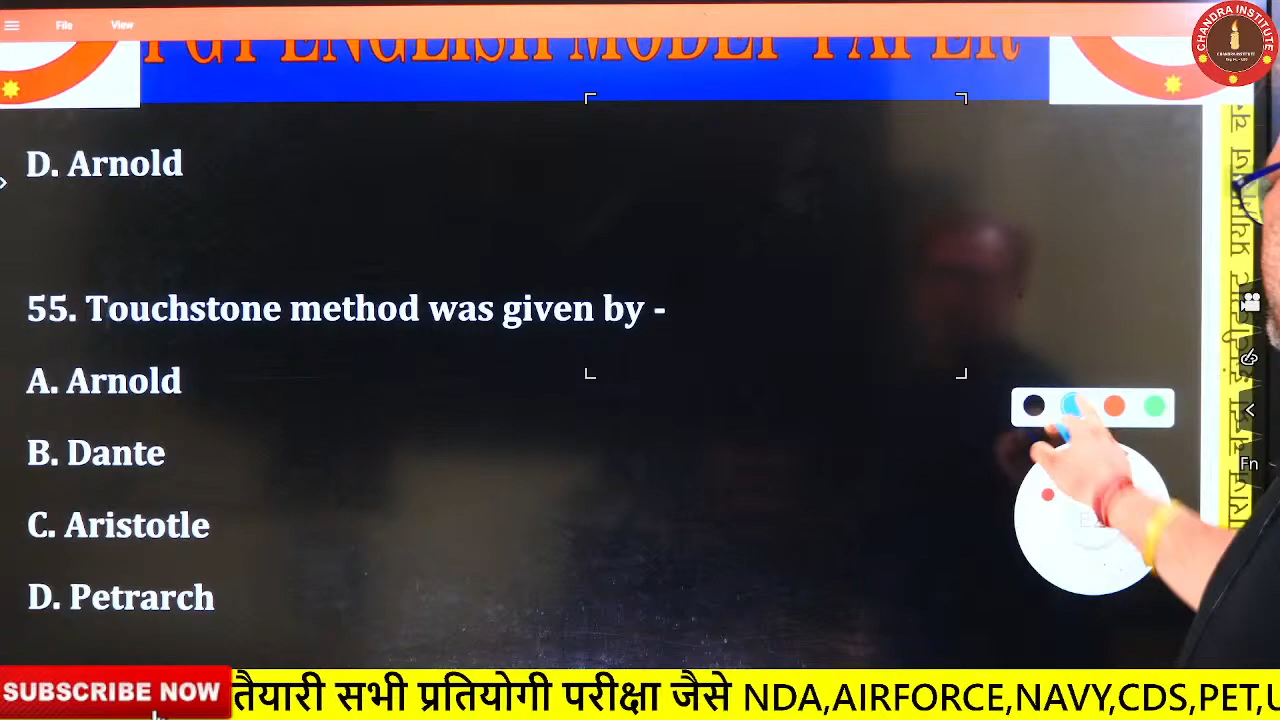 File View
PGT ENGLISH MODEL PAPER
CHANDRA INSTITUTE
D. Arnold
55. Touchstone method was given by -
A. Arnold
B. Dante
C. Aristotle
D. Petrarch
Fn
SUBSCRIBE NOW
तैयारी सभी प्रतियोगी परीक्षा जैसे NDA,AIRFORCE,NAVY,CDS,PET,U